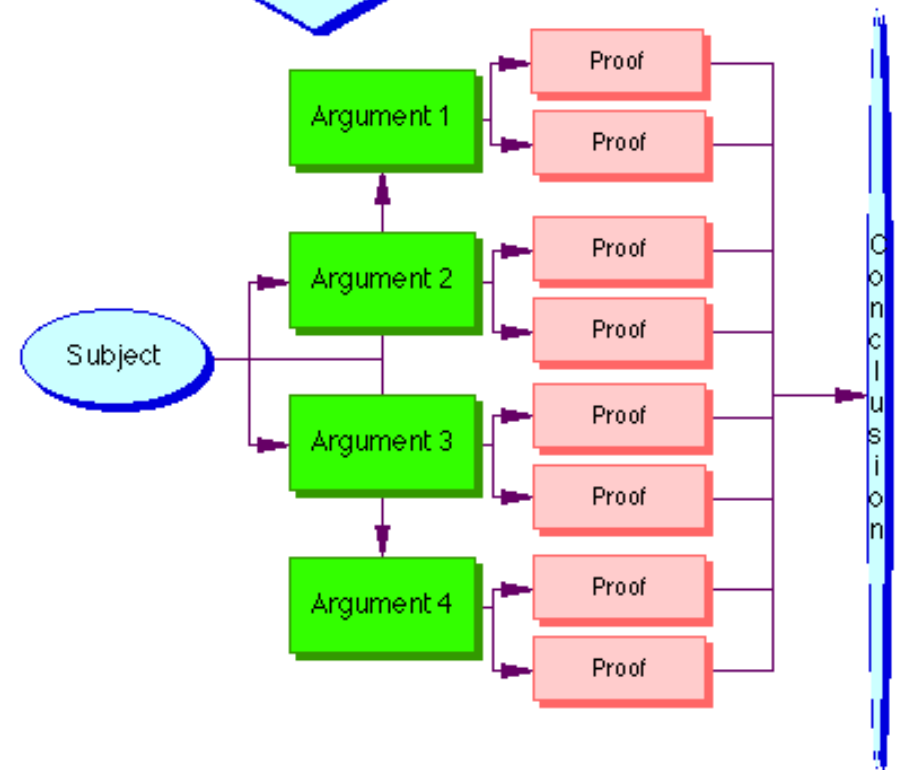 Proof
Argument 1
Proof
Proof
Argument 2
Proof
Subject
Proof
Argument 3
Proof
Proof
Argument 4
Proof
Conclusion